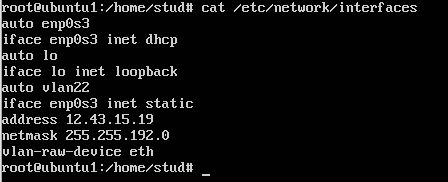 root@ubuntu1:/home/stud# cat /etc/network/interfaces
auto enp0s3
iface enp0s3 inet dhcp
auto lo
iface lo inet loopback
auto vlan22
iface enp0s3 inet static
address 12.43.15.19
netmask 255.255.192.0
vlan-raw-device eth
root@ubuntu1:/home/stud# _